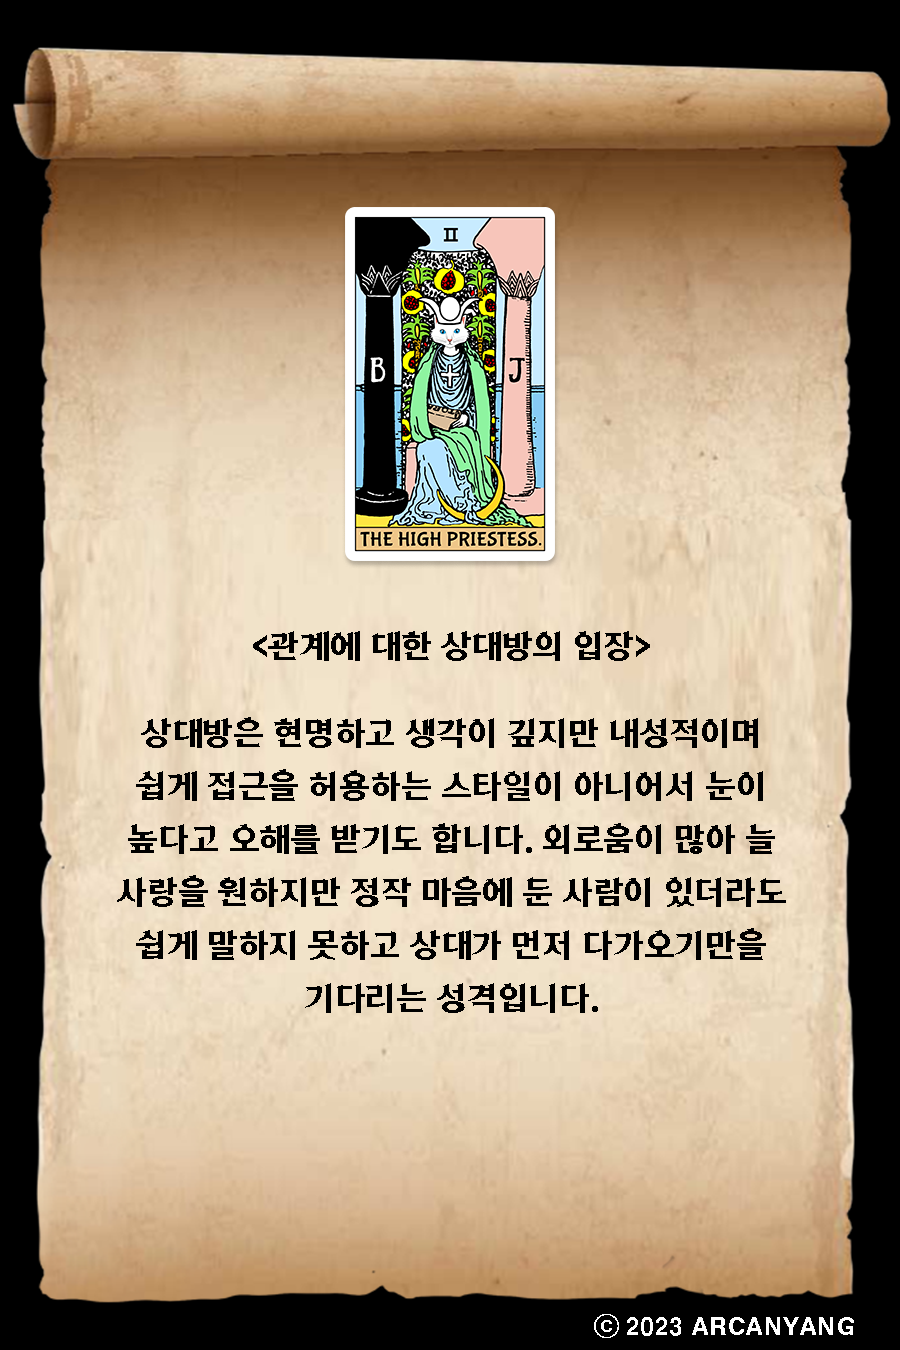 II
B
J
THE HIGH PRIESTESS.
<관계에 대한 상대방의 입장>
상대방은 현명하고 생각이 깊지만 내성적이며
쉽게 접근을 허용하는 스타일이 아니어서 눈이
높다고 오해를 받기도 합니다. 외로움이 많아 늘
사랑을 원하지만 정작 마음에 둔 사람이 있더라도
쉽게 말하지 못하고 상대가 먼저 다가오기만을
기다리는 성격입니다.
ⓒ 2023 ARCANYANG